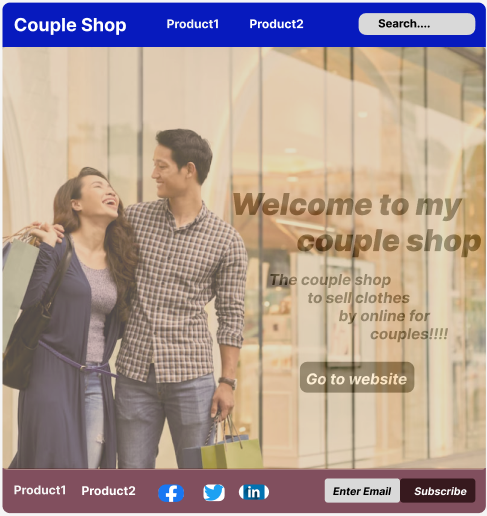 Couple Shop
Product1
Product2
Search....
Welcome to my
couple shop
The couple shop
to sell clothes
by online for
couples!!!!
Go to website
Product1
Product2
in
Enter Email
Subscribe